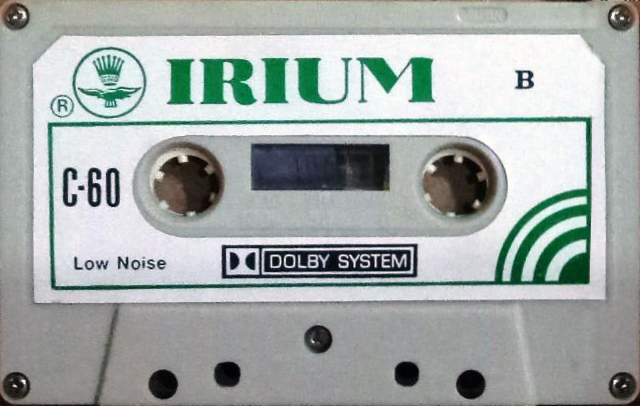 IRIUM
B
®
C-60
Low Noise
DOLBY SYSTEM